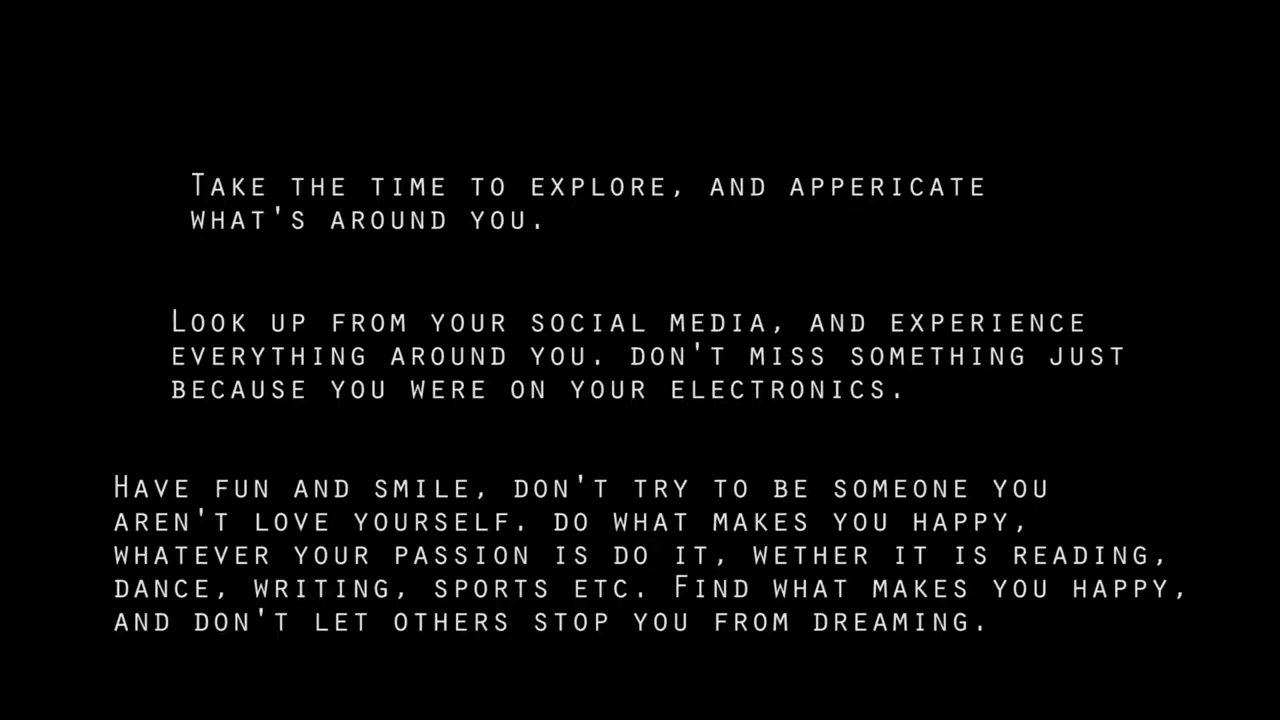 Take the time to explore, and appericate
what's around you.
Look up from your social media, and experience
everything around you. don't miss something just
because you were on your electronics.
Have fun and smile, don't try to be someone you
aren't love yourself. do what makes you happy,
whatever your passion is do it, wether it is reading,
dance, writing, sports etc. Find what makes you happy,
and don't let others stop you from dreaming.